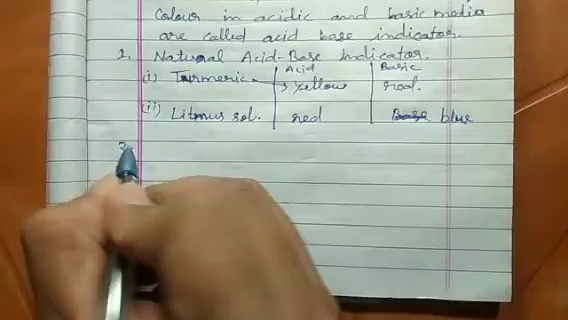 Colour in acidic and basic media
are called acid base indicator.
1. Natural Acid-Base Indicator.
Acid Basic
(i) Turmeric → yellow red.
(ii) Litmus sol. red blue
2.